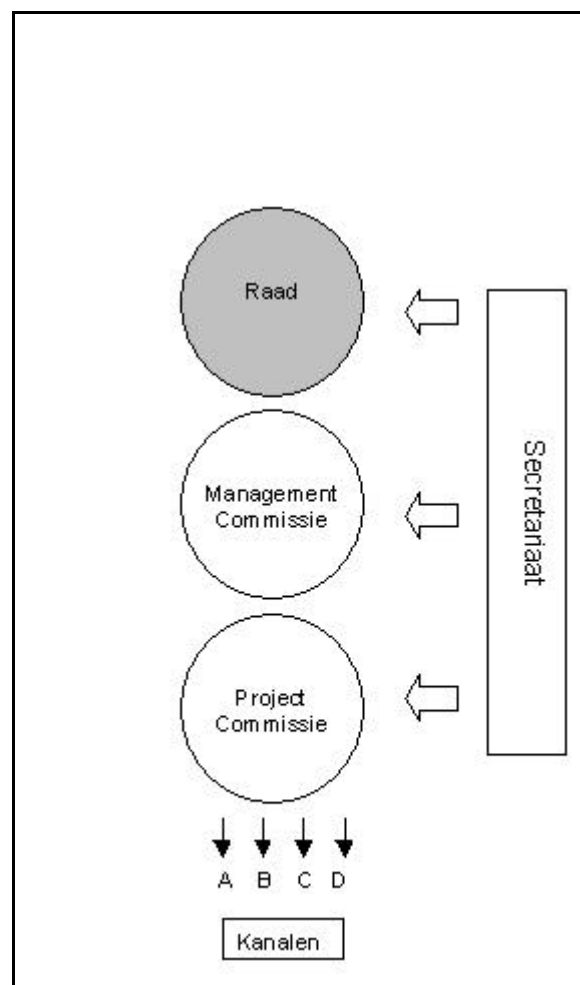 Raad
Management
Commissie
Project
Commissie
Secretariaat
A B C D
Kanalen